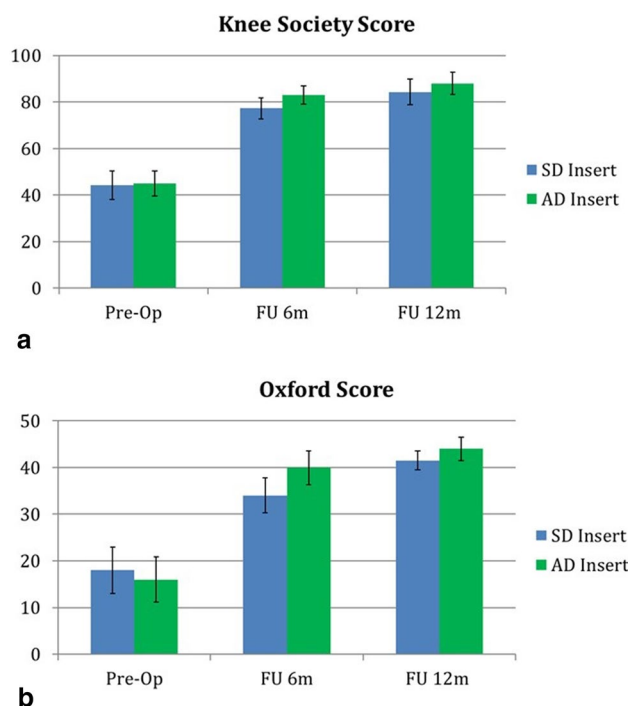 Knee Society Score
100
80
60
40
20
0
Pre-Op FU 6m FU 12m
SD Insert
AD Insert
a
Oxford Score
50
40
30
20
10
0
Pre-Op FU 6m FU 12m
SD Insert
AD Insert
b